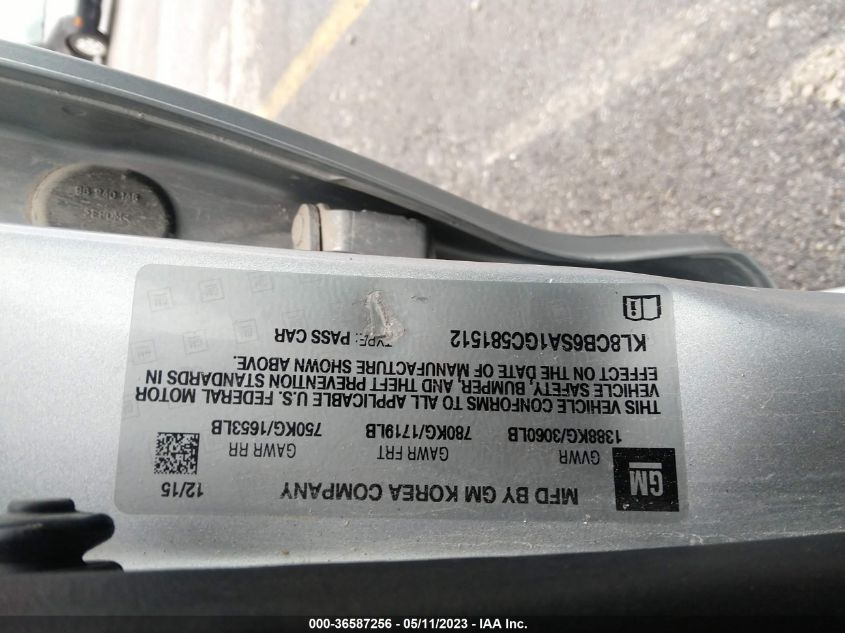 GM
MFD BY GM KOREA COMPANY
12/15
GVWR GAWR FRT GAWR RR
1388KG/3060LB 780KG/1719LB 750KG/1653LB
THIS VEHICLE CONFORMS TO ALL APPLICABLE U.S. FEDERAL MOTOR
VEHICLE SAFETY, BUMPER, AND THEFT PREVENTION STANDARDS IN
EFFECT ON THE DATE OF MANUFACTURE SHOWN ABOVE.
KL8CB6SA1GC581512 TYPE: PASS CAR
000-36587256 - 05/11/2023 - IAA Inc.